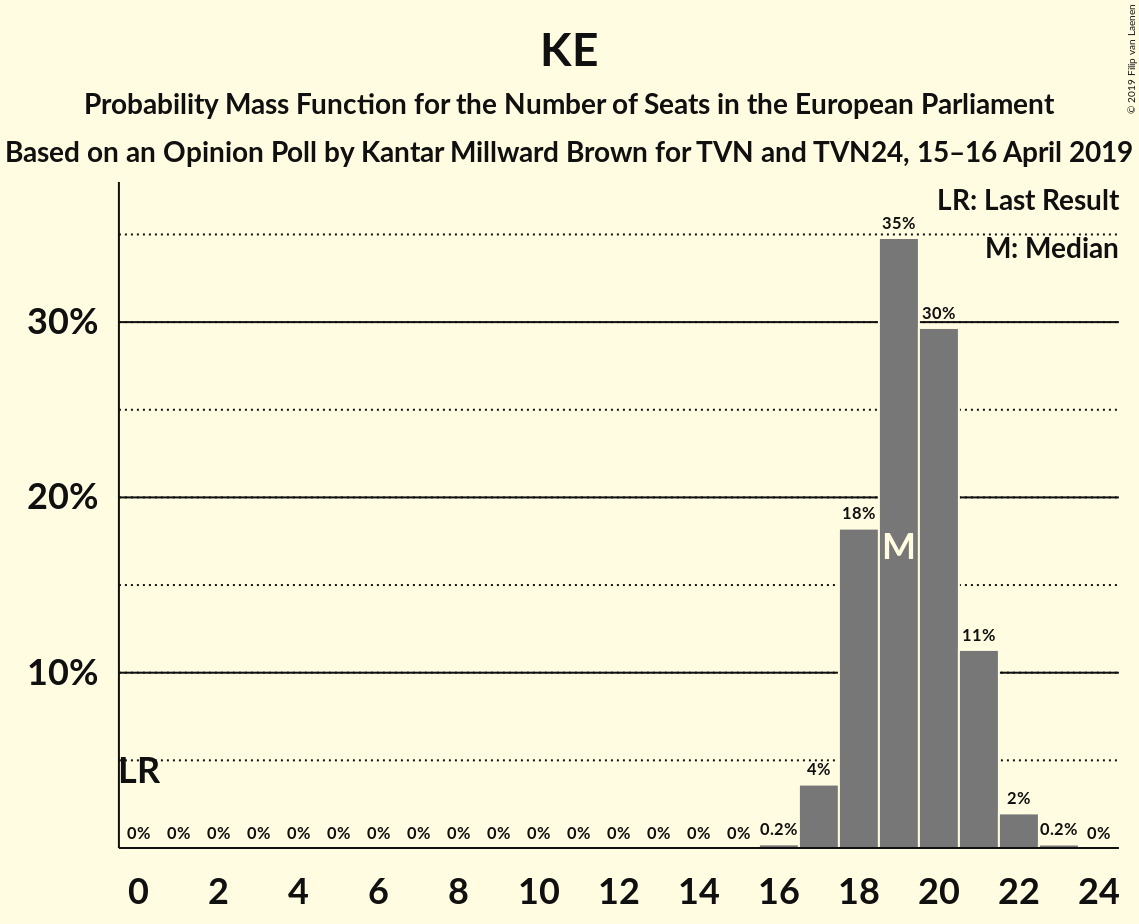 KE
Probability Mass Function for the Number of Seats in the European Parliament
Based on an Opinion Poll by Kantar Millward Brown for TVN and TVN24, 15–16 April 2019
© 2019 Filip van Laenen
LR: Last Result
M: Median
35%
30%
30%
20%
18%
M
11%
10%
LR
4%
2%
0% 0% 0% 0% 0% 0% 0% 0% 0% 0% 0% 0% 0% 0% 0% 0% 0.2% 0.2% 0%
0 2 4 6 8 10 12 14 16 18 20 22 24